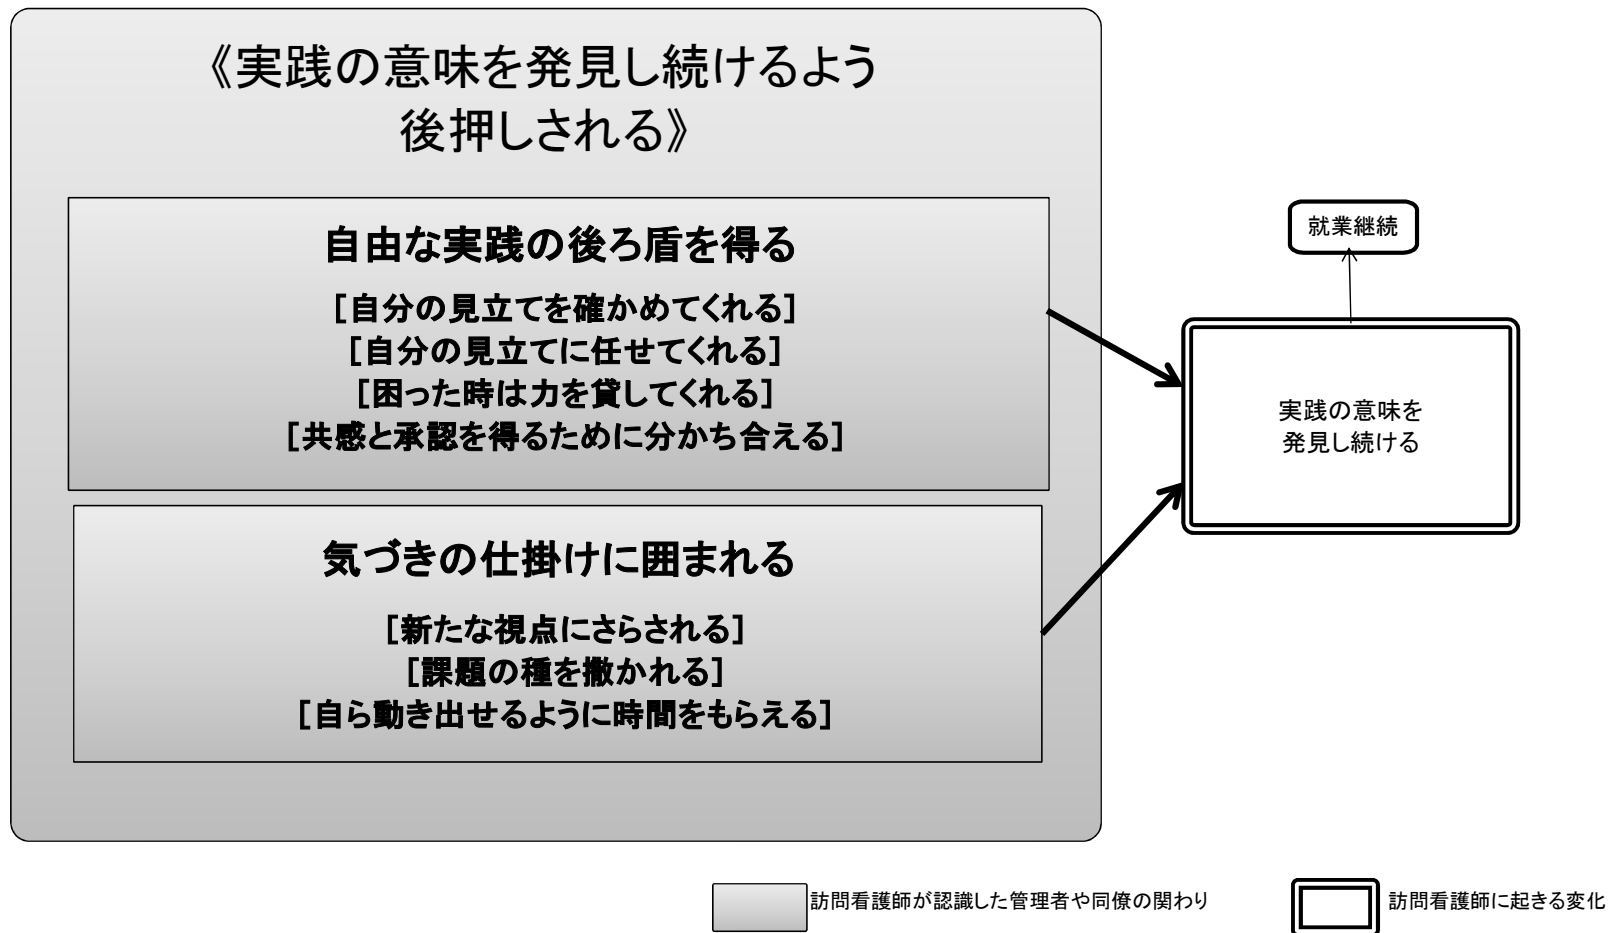 《実践の意味を発見し続けるよう
後押しされる》
自由な実践の後ろ盾を得る
[自分の見立てを確かめてくれる]
[自分の見立てに任せてくれる]
[困った時は力を貸してくれる]
[共感と承認を得るために分かち合える]
気づきの仕掛けに囲まれる
[新たな視点にさらされる]
[課題の種を撒かれる]
[自ら動き出せるように時間をもらえる]
就業継続
実践の意味を
発見し続ける
訪問看護師が認識した管理者や同僚の関わり
訪問看護師に起きる変化